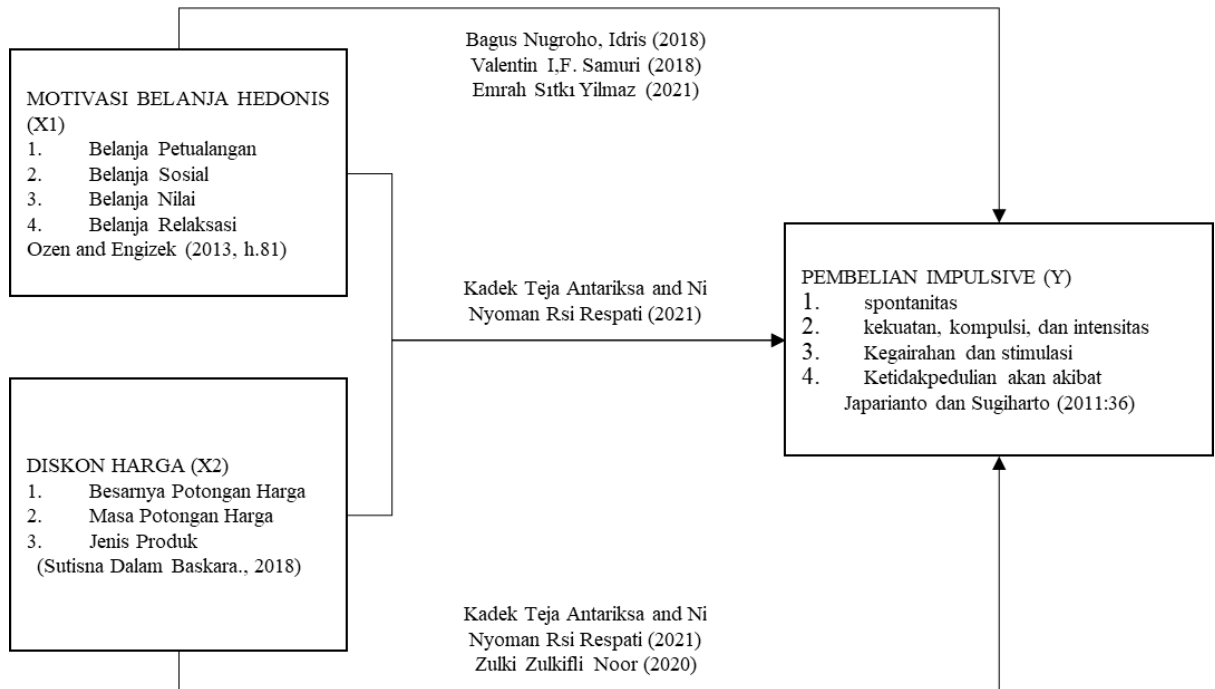 Bagus Nugroho, Idris (2018)
Valentin I,F. Samuri (2018)
Emrah Sıtkı Yilmaz (2021)
MOTIVASI BELANJA HEDONIS
(X1)
1. Belanja Petualangan
2. Belanja Sosial
3. Belanja Nilai
4. Belanja Relaksasi
Ozen and Engizek (2013, h.81)
Kadek Teja Antariksa and Ni
Nyoman Rsi Respati (2021)
PEMBELIAN IMPULSIVE (Y)
1. spontanitas
2. kekuatan, kompulsi, dan intensitas
3. Kegairahan dan stimulasi
4. Ketidakpedulian akan akibat
Japarianto dan Sugiharto (2011:36)
DISKON HARGA (X2)
1. Besarnya Potongan Harga
2. Masa Potongan Harga
3. Jenis Produk
(Sutisna Dalam Baskara., 2018)
Kadek Teja Antariksa and Ni
Nyoman Rsi Respati (2021)
Zulki Zulkifli Noor (2020)